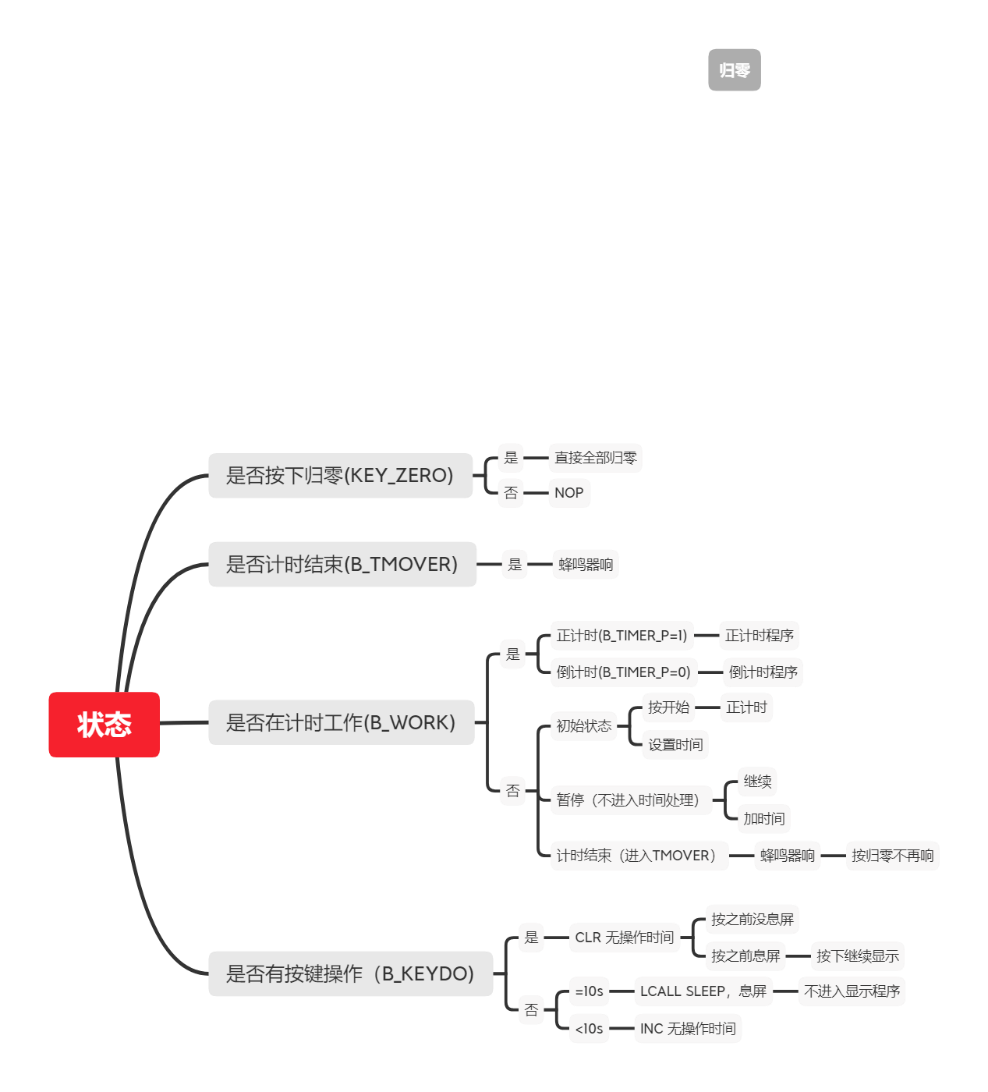 归零
状态
是否按下归零(KEY_ZERO)
是
直接全部归零
否
NOP
是否计时结束(B_TMOVER)
是
蜂鸣器响
是否在计时工作(B_WORK)
是
正计时(B_TIMER_P=1)
正计时程序
倒计时(B_TIMER_P=0)
倒计时程序
否
初始状态
按开始
正计时
设置时间
暂停（不进入时间处理）
继续
加时间
计时结束（进入TMOVER）
蜂鸣器响
按归零不再响
是否有按键操作（B_KEYDO)
是
CLR 无操作时间
按之前没息屏
按之前息屏
按下继续显示
否
=10s
LCALL SLEEP，息屏
不进入显示程序
<10s
INC 无操作时间